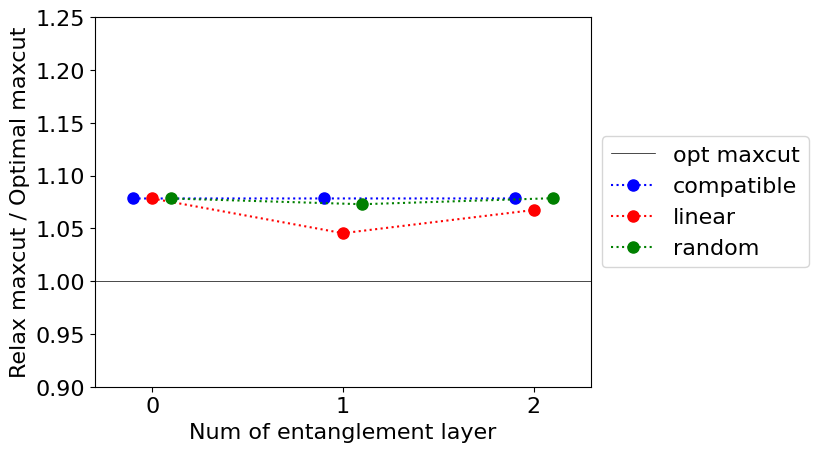 Relax maxcut / Optimal maxcut
1.25
1.20
1.15
1.10
1.05
1.00
0.95
0.90
0 1 2
Num of entanglement layer
opt maxcut
compatible
linear
random